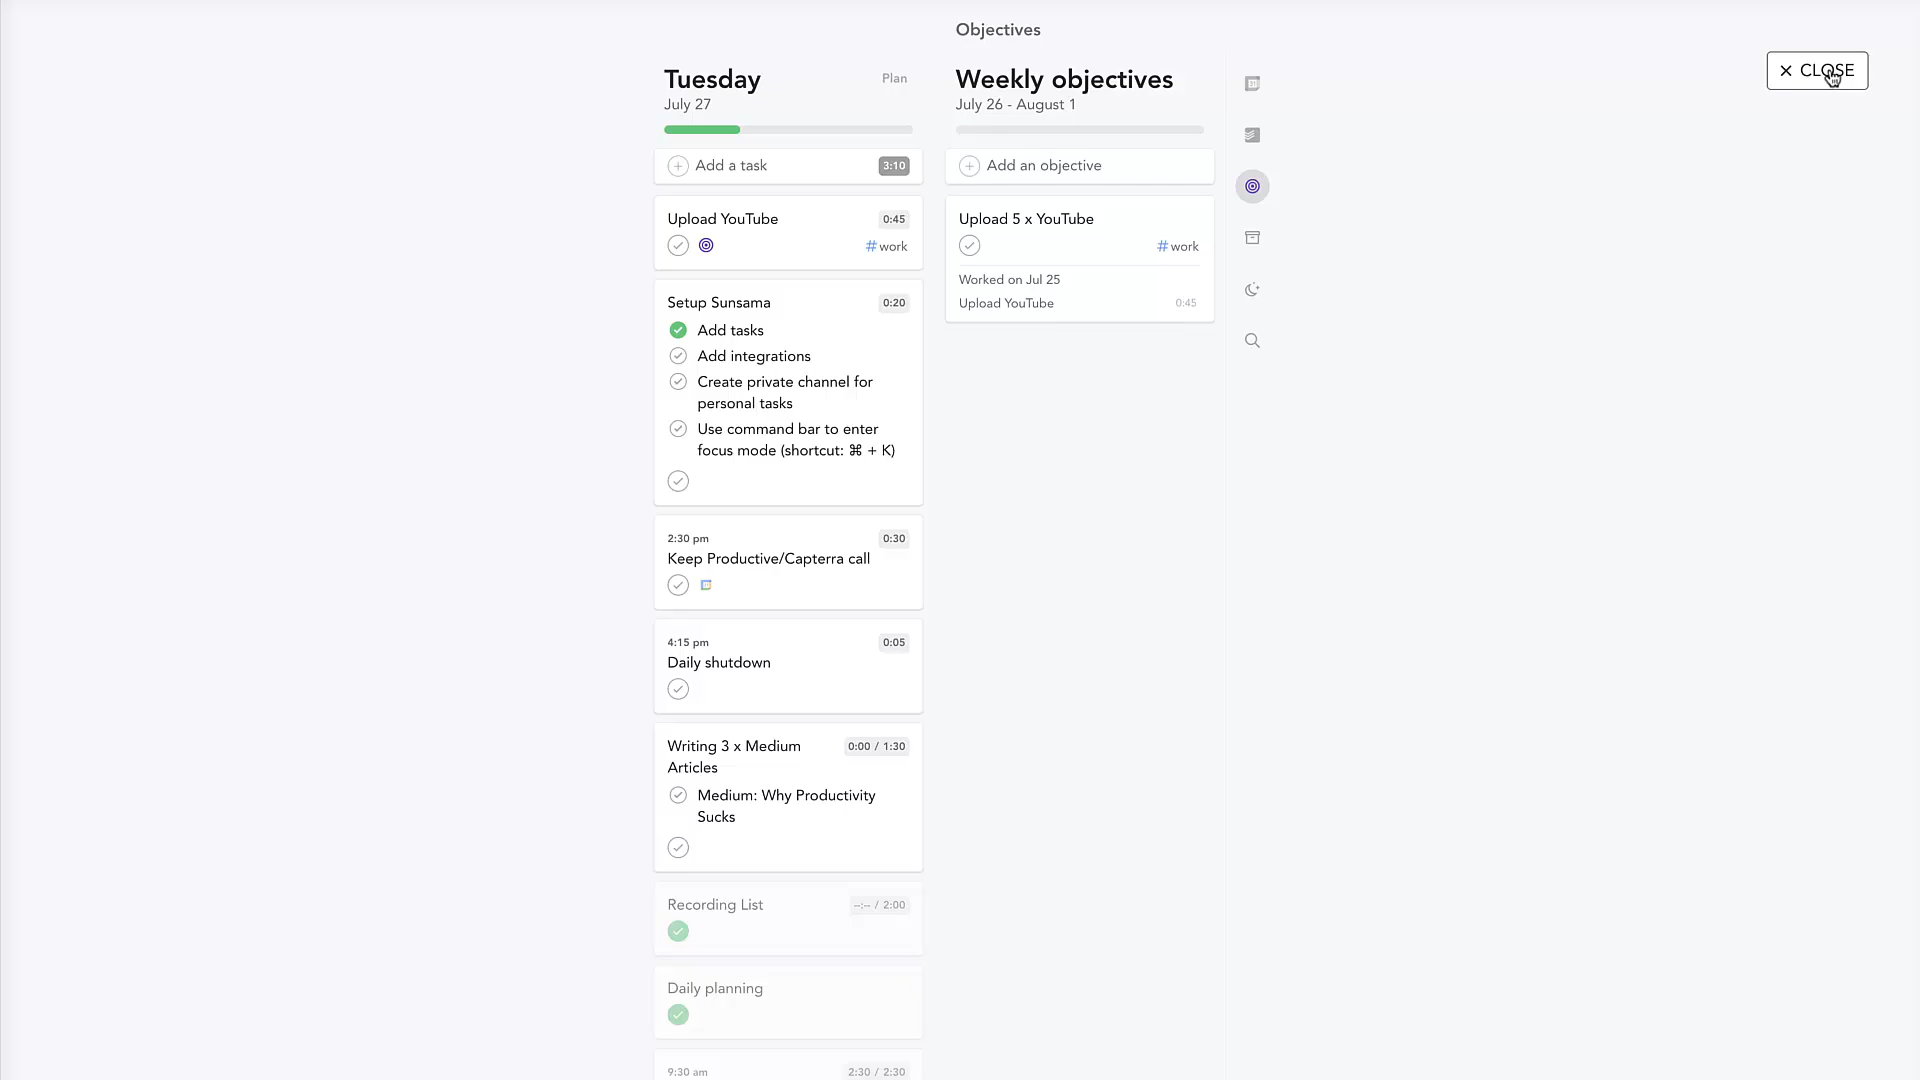 Objectives
Tuesday
Plan
July 27
Add a task
3:10
Upload YouTube
0:45
#work
Setup Sunsama
0:20
Add tasks
Add integrations
Create private channel for
personal tasks
Use command bar to enter
focus mode (shortcut: ⌘ + K)
2:30 pm
0:30
Keep Productive/Capterra call
4:15 pm
0:05
Daily shutdown
Writing 3 x Medium
Articles
0:00 / 1:30
Medium: Why Productivity
Sucks
Recording List
--:-- / 2:00
Daily planning
9:30 am
2:30 / 2:30
Weekly objectives
July 26 - August 1
Add an objective
Upload 5 x YouTube
#work
Worked on Jul 25
Upload YouTube
0:45
CLOSE